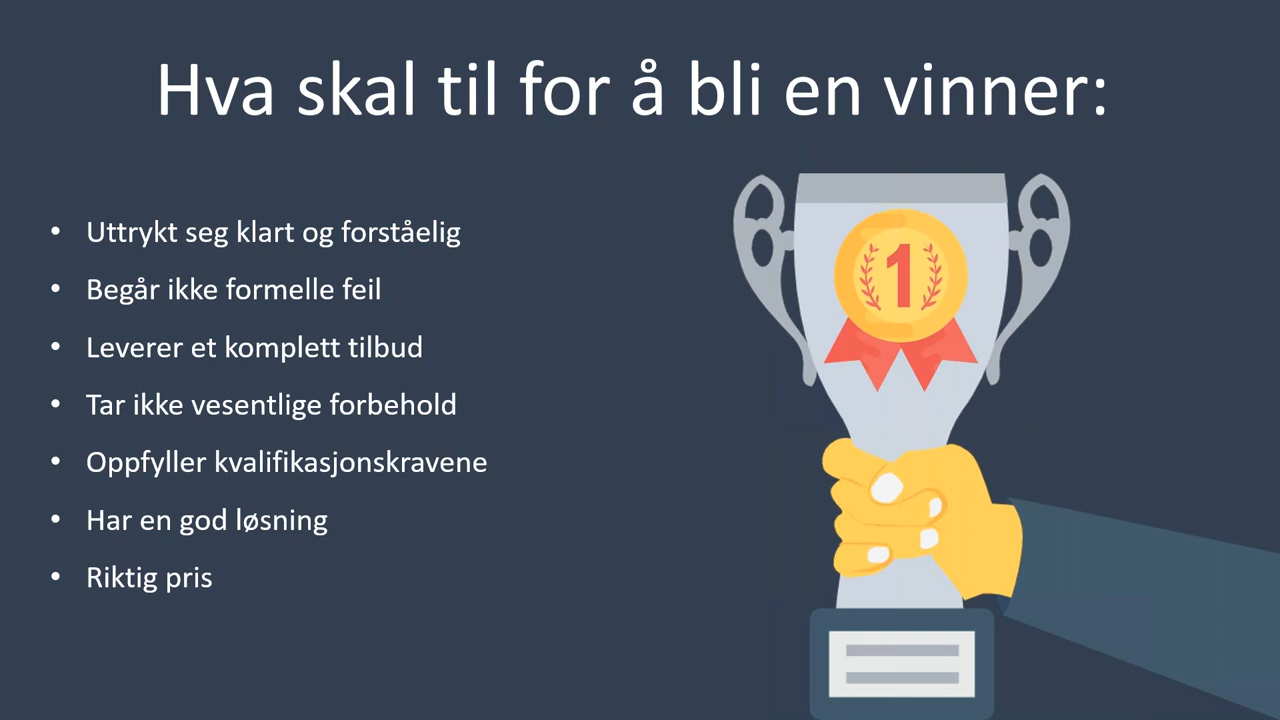 Hva skal til for å bli en vinner:
• Uttrykt seg klart og forståelig
• Begår ikke formelle feil
• Leverer et komplett tilbud
• Tar ikke vesentlige forbehold
• Oppfyller kvalifikasjonskravene
• Har en god løsning
• Riktig pris
1